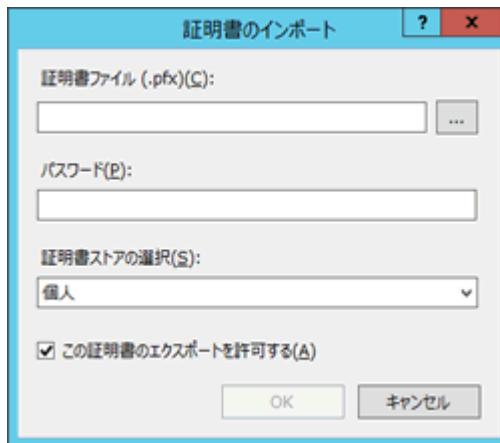 証明書のインポート
?
x
証明書ファイル (.pfx)(C):
...
パスワード(P):
証明書ストアの選択(S):
個人
この証明書のエクスポートを許可する(A)
OK
キャンセル